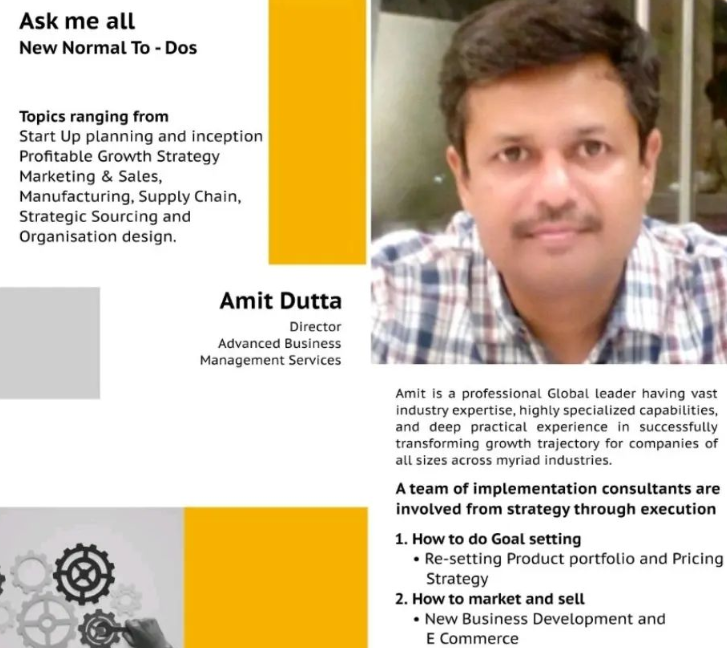 Ask me all
New Normal To - Dos
Topics ranging from
Start Up planning and inception
Profitable Growth Strategy
Marketing & Sales,
Manufacturing, Supply Chain,
Strategic Sourcing and
Organisation design.
Amit Dutta
Director
Advanced Business
Management Services
Amit is a professional Global leader having vast
industry expertise, highly specialized capabilities,
and deep practical experience in successfully
transforming growth trajectory for companies of
all sizes across myriad industries.
A team of implementation consultants are
involved from strategy through execution
1. How to do Goal setting
• Re-setting Product portfolio and Pricing
Strategy
2. How to market and sell
• New Business Development and
E Commerce